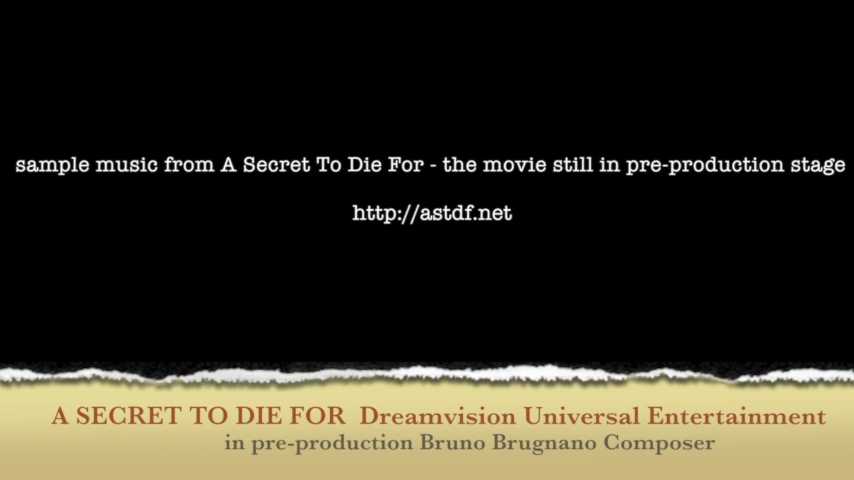 sample music from A Secret To Die For - the movie still in pre-production stage
http://astdf.net
A SECRET TO DIE FOR Dreamvision Universal Entertainment
in pre-production Bruno Brugnano Composer